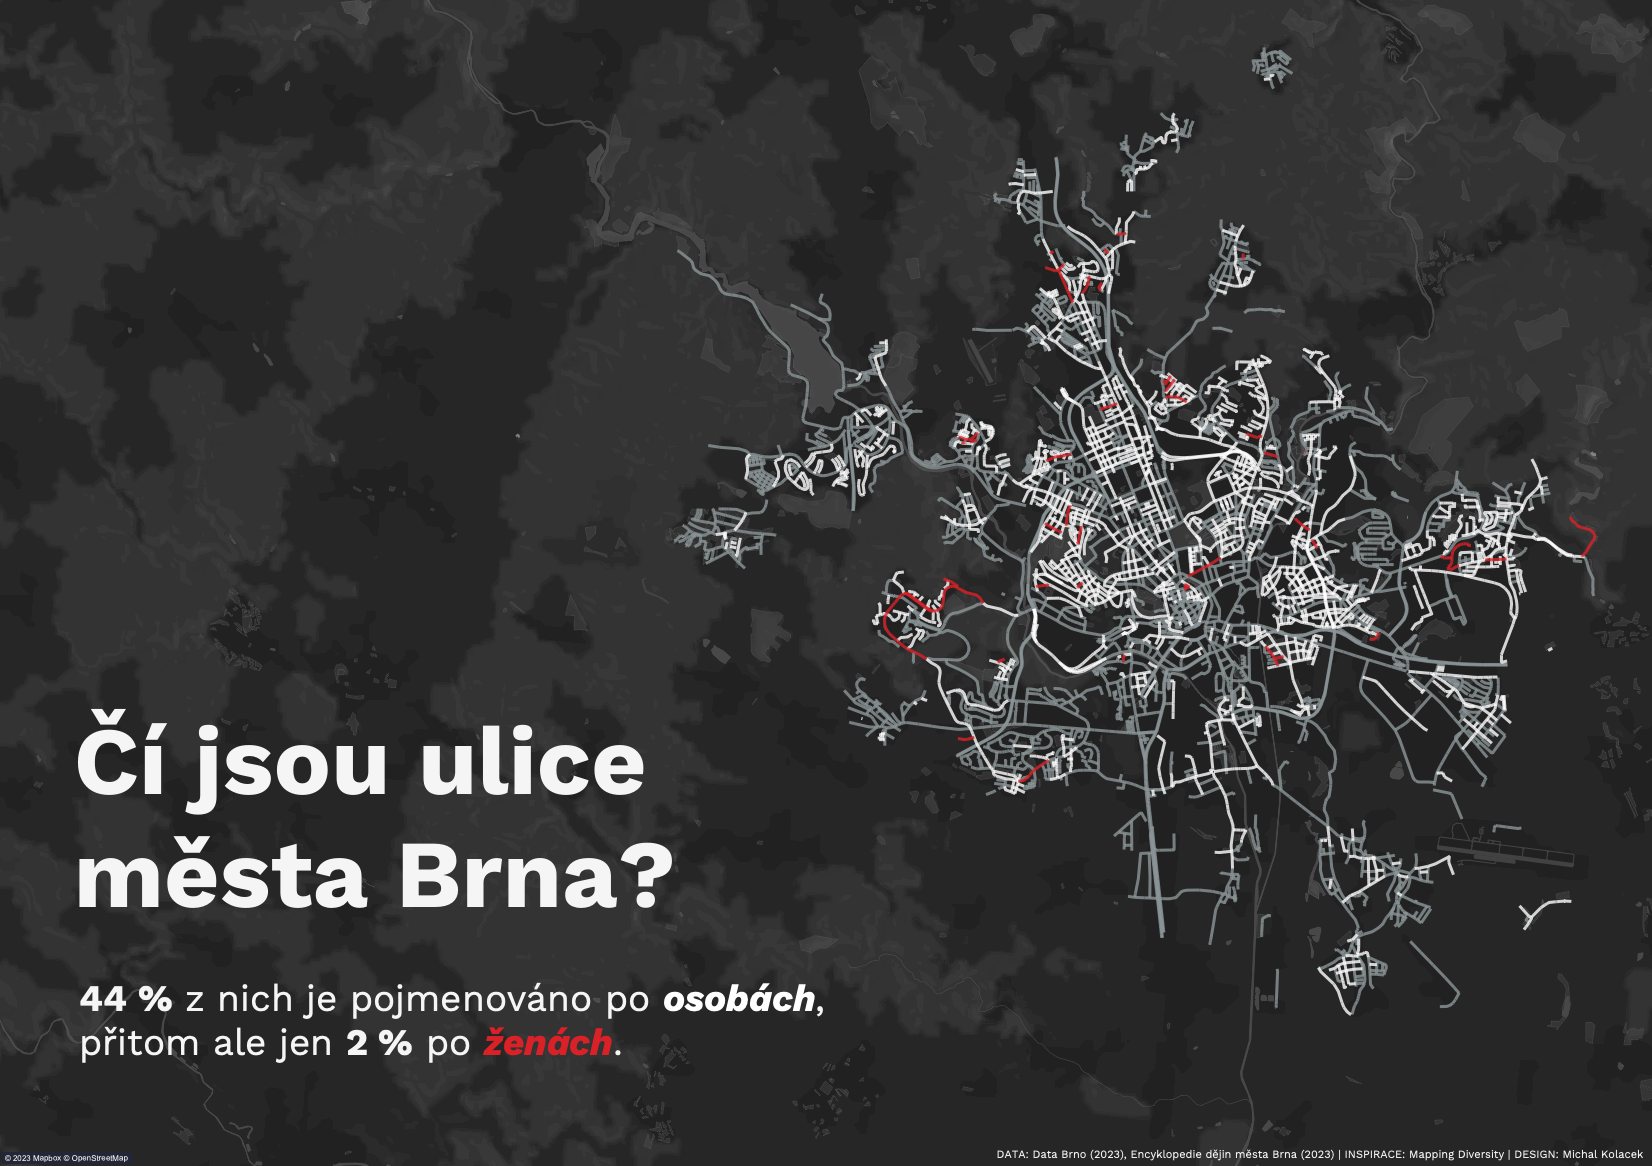 Čí jsou ulice
města Brna?
44 % z nich je pojmenováno po osobách,
přitom ale jen 2 % po ženách.
© 2023 Mapbox © OpenStreetMap
DATA: Data Brno (2023), Encyklopedie dějin města Brna (2023) | INSPIRACE: Mapping Diversity | DESIGN: Michal Kolacek